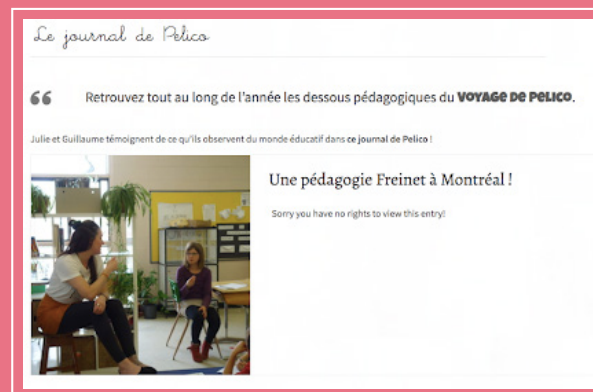 Le journal de Pelico
Retrouvez tout au long de l'année les dessous pédagogiques du VOYAGE DE PELICO.
Julie et Guillaume témoignent de ce qu'ils observent du monde éducatif dans ce journal de Pelico !
Une pédagogie Freinet à Montréal !
Sorry you have no rights to view this entry!